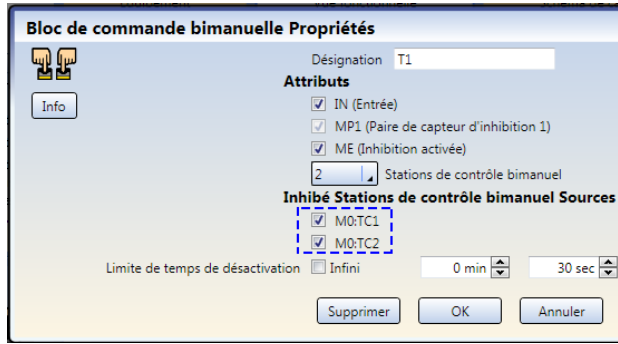 Bloc de commande bimanuelle Propriétés
Désignation T1
Attributs
Info
IN (Entrée)
MP1 (Paire de capteur d'inhibition 1)
ME (Inhibition activée)
2 Stations de contrôle bimanuel
Inhibé Stations de contrôle bimanuel Sources
M0:TC1
M0:TC2
Limite de temps de désactivation Infini 0 min 30 sec
Supprimer OK Annuler